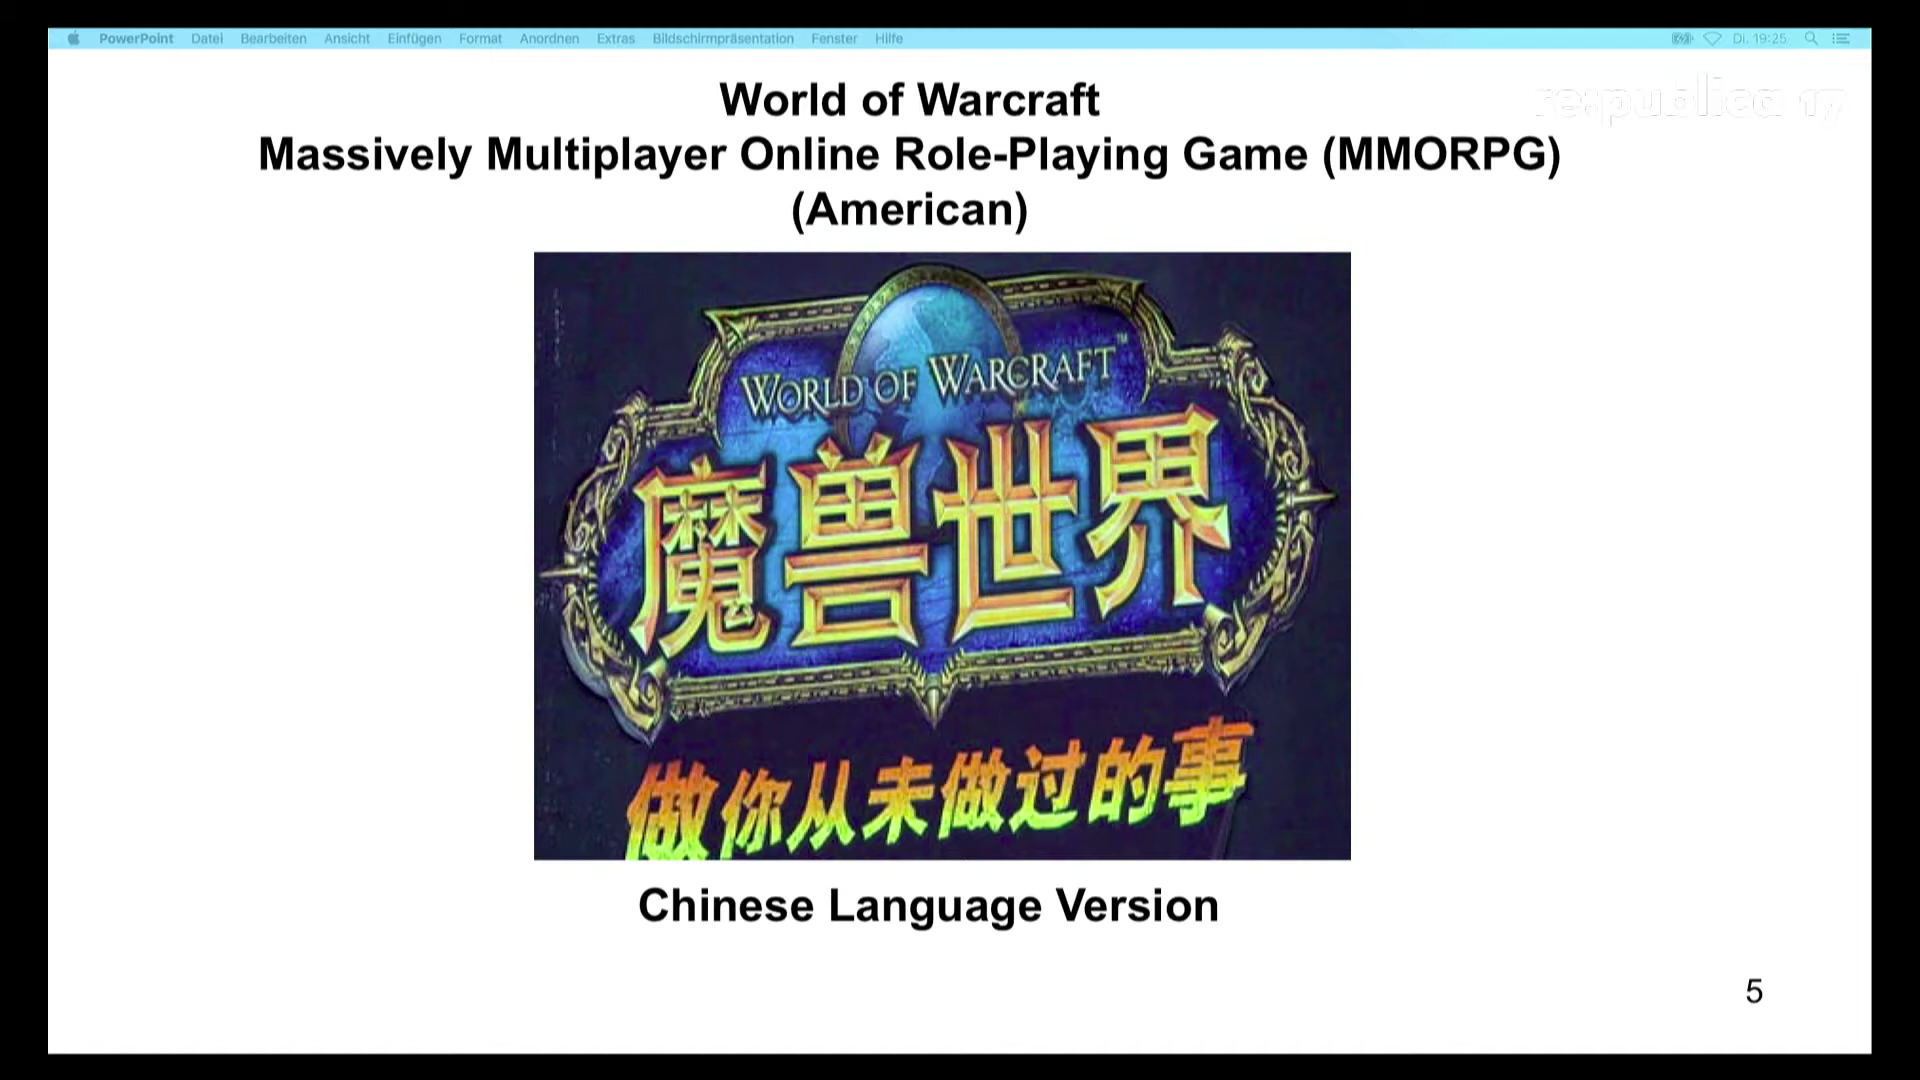 PowerPoint Datei Bearbeiten Ansicht Einfügen Format Anordnen Extras Bildschirmpräsentation Fenster Hilfe Di. 19:25
re:publica 17
World of Warcraft
Massively Multiplayer Online Role-Playing Game (MMORPG)
(American)
WORLD OF WARCRAFT™
魔兽世界
做你从未做过的事
Chinese Language Version
5